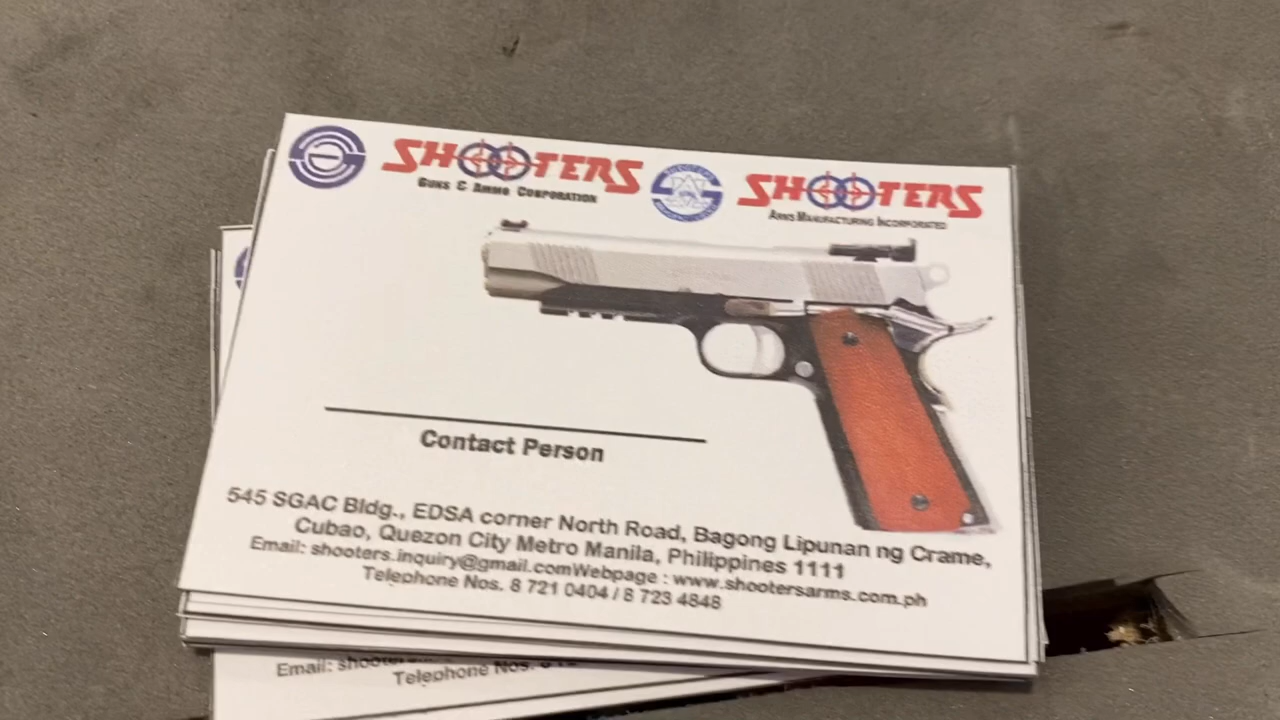 SHOOTERS
GUNS & AMMO CORPORATION
SHOOTERS
ARMS MANUFACTURING INCORPORATED
Contact Person
545 SGAC Bldg., EDSA corner North Road, Bagong Lipunan ng Crame,
Cubao, Quezon City Metro Manila, Philippines 1111
Email: shooters.inquiry@gmail.comWebpage : www.shootersarms.com.ph
Telephone Nos. 8 721 0404 / 8 723 4848
Email:
Telephone Nos.